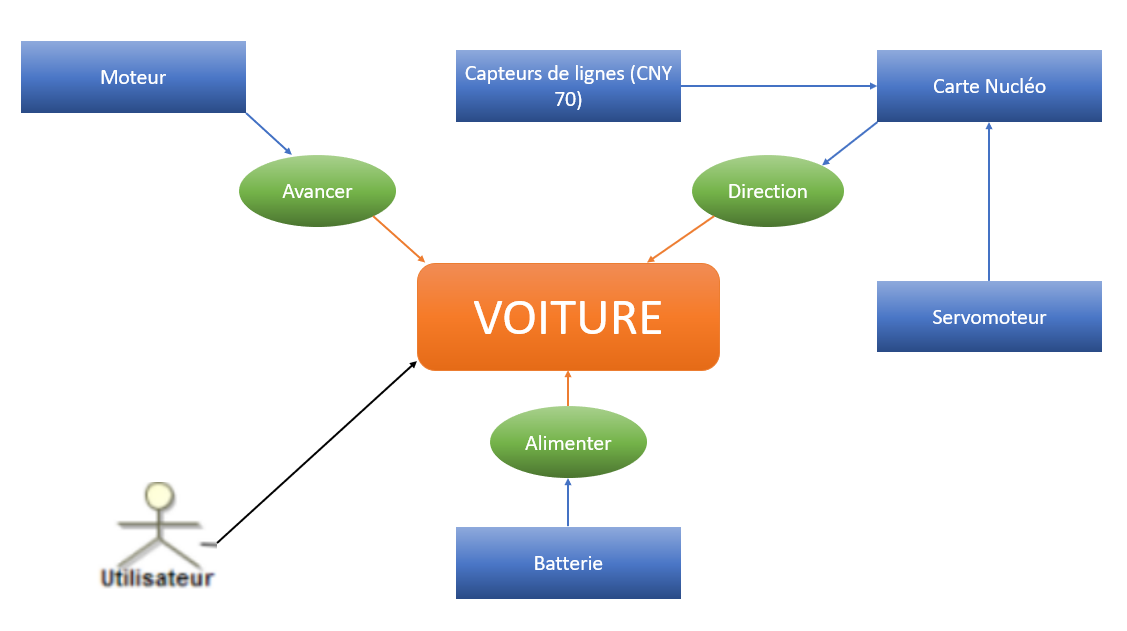 Moteur
Capteurs de lignes (CNY
70)
Carte Nucléo
Avancer
Direction
VOITURE
Servomoteur
Alimenter
Batterie
Utilisateur